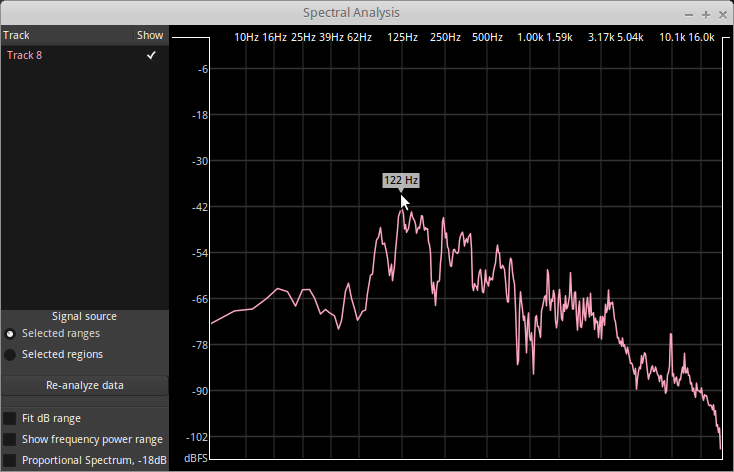 Spectral Analysis
Track Show
Track 8
10Hz 16Hz 25Hz 39Hz 62Hz 125Hz 250Hz 500Hz 1.00k 1.59k 3.17k 5.04k 10.1k 16.0k
-6
-18
-30
122 Hz
-42
-54
-66
-78
-90
-102
dBFS
Signal source
Selected ranges
Selected regions
Re-analyze data
Fit dB range
Show frequency power range
Proportional Spectrum, -18dB